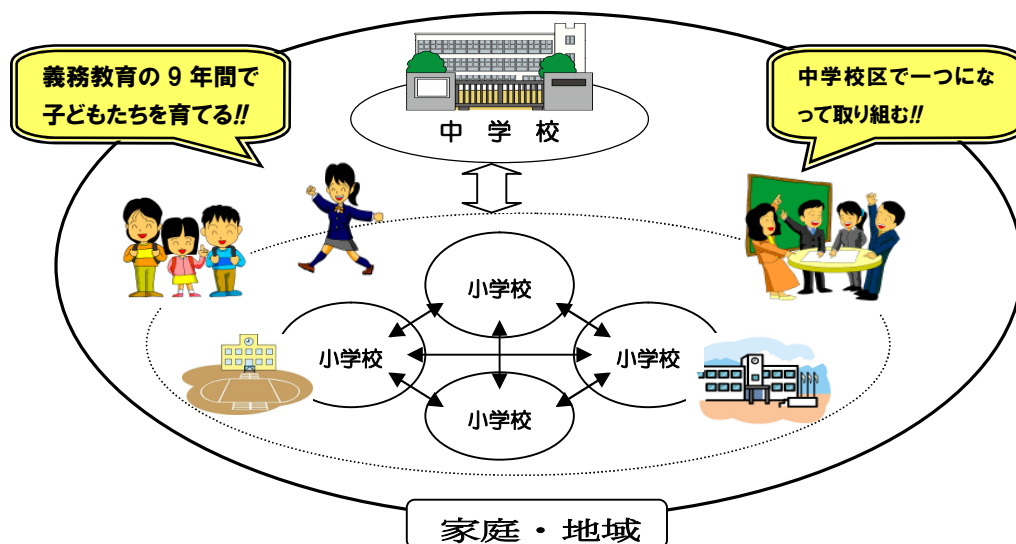 義務教育の 9 年間で
子どもたちを育てる!!
中学校区で一つにな
って取り組む!!
中 学 校
小学校
小学校
小学校
小学校
家庭・地域